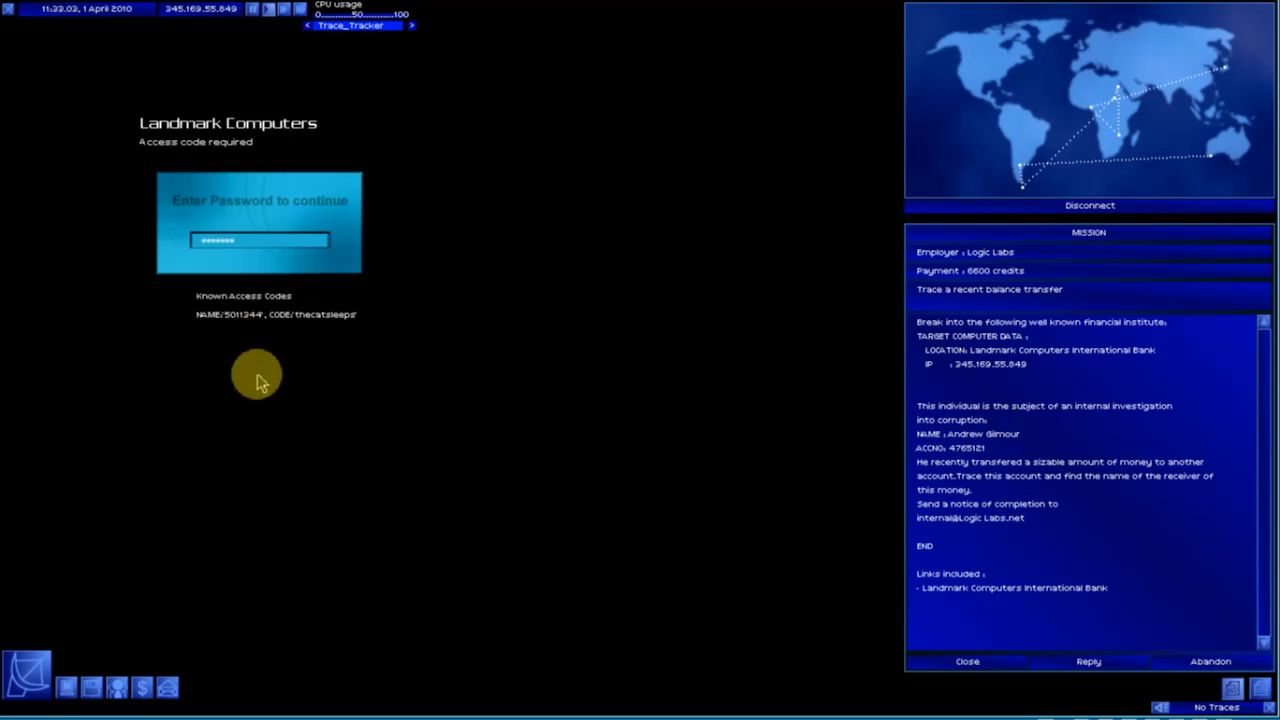 11:33.03, 1 April 2010
345.169.55.849
CPU usage
0.........50.........100
< Trace_Tracker >
Landmark Computers
Access code required
Enter Password to continue
*******
Known Access Codes
NAME/'5011344', CODE/'thecatsleeps'
Disconnect
MISSION
Employer : Logic Labs
Payment : 6600 credits
Trace a recent balance transfer
Break into the following well known financial institute:
TARGET COMPUTER DATA :
LOCATION: Landmark Computers International Bank
IP : 345.169.55.849
This individual is the subject of an internal investigation
into corruption:
NAME : Andrew Gilmour
ACCNO: 4765121
He recently transfered a sizable amount of money to another
account.Trace this account and find the name of the receiver of
this money.
Send a notice of completion to
internal@Logic Labs.net
END
Links included :
- Landmark Computers International Bank
Close
Reply
Abandon
No Traces